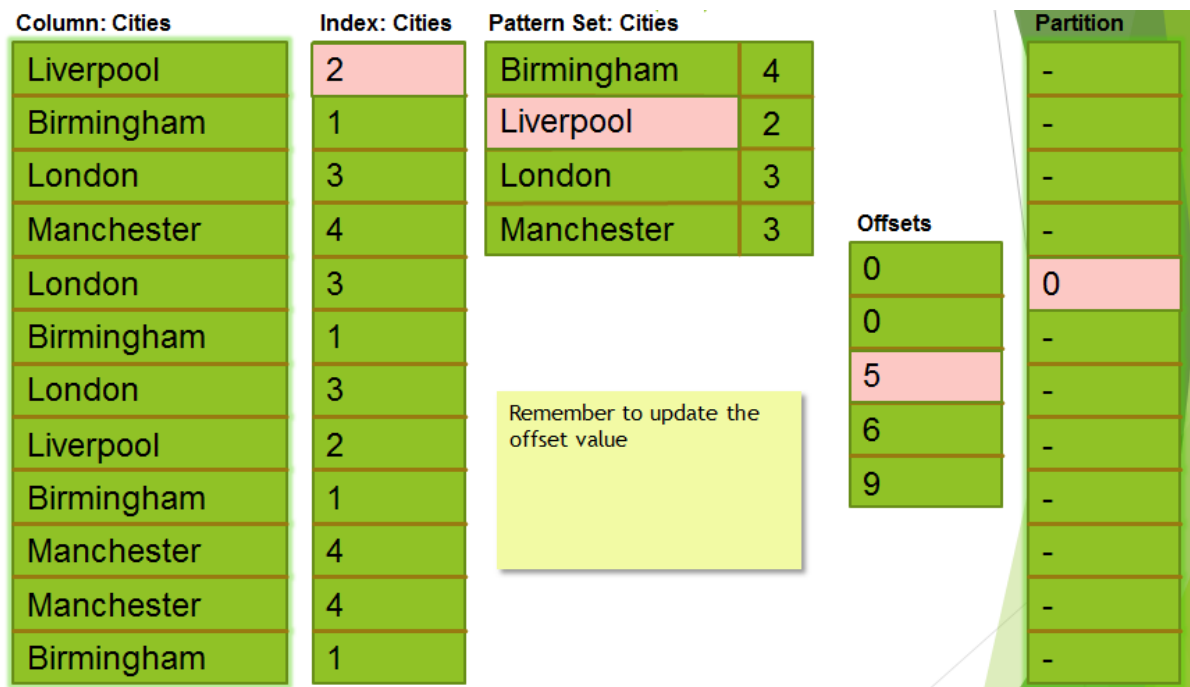 Column: Cities
Liverpool
Birmingham
London
Manchester
London
Birmingham
London
Liverpool
Birmingham
Manchester
Manchester
Birmingham
Index: Cities
2
1
3
4
3
1
3
2
1
4
4
1
Pattern Set: Cities
Birmingham 4
Liverpool 2
London 3
Manchester 3
Remember to update the
offset value
Offsets
0
0
5
6
9
Partition
-
-
-
-
0
-
-
-
-
-
-
-